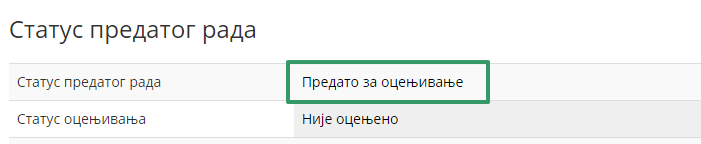 Статус предатог рада
Статус предатог рада Предато за оцењивање
Статус оцењивања Није оцењено